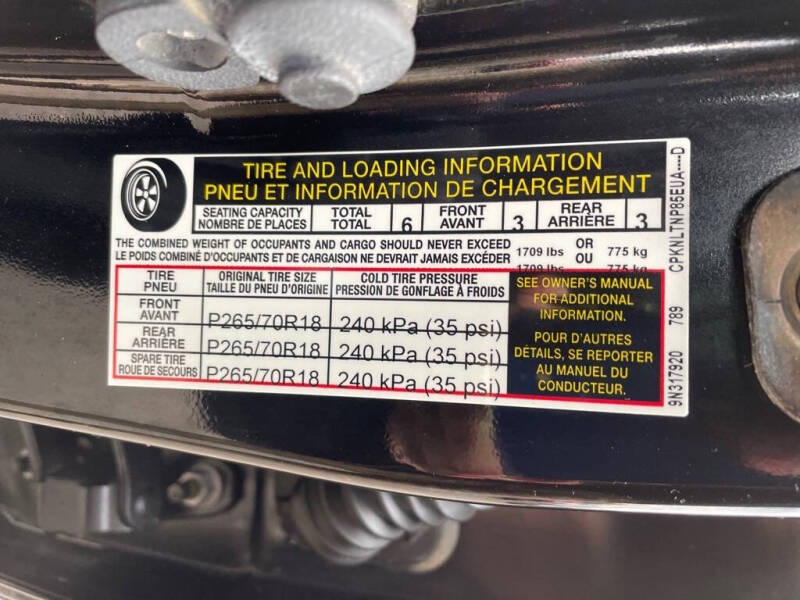 TIRE AND LOADING INFORMATION
PNEU ET INFORMATION DE CHARGEMENT
SEATING CAPACITY TOTAL 6 FRONT 3 REAR 3
NOMBRE DE PLACES TOTAL AVANT ARRIÈRE
THE COMBINED WEIGHT OF OCCUPANTS AND CARGO SHOULD NEVER EXCEED 1709 lbs OR 775 kg
LE POIDS COMBINÉ D'OCCUPANTS ET DE CARGAISON NE DEVRAIT JAMAIS EXCÉDER 1709 lbs OU 775 kg
TIRE ORIGINAL TIRE SIZE COLD TIRE PRESSURE
PNEU TAILLE DU PNEU D'ORIGINE PRESSION DE GONFLAGE À FROIDS
FRONT
AVANT P265/70R18 240 kPa (35 psi)
REAR
ARRIÈRE P265/70R18 240 kPa (35 psi)
SPARE TIRE
ROUE DE SECOURS P265/70R18 240 kPa (35 psi)
SEE OWNER'S MANUAL
FOR ADDITIONAL
INFORMATION.
POUR D'AUTRES
DÉTAILS, SE REPORTER
AU MANUEL DU
CONDUCTEUR.
9N317920 789 CPKNLTNP85EUA----D